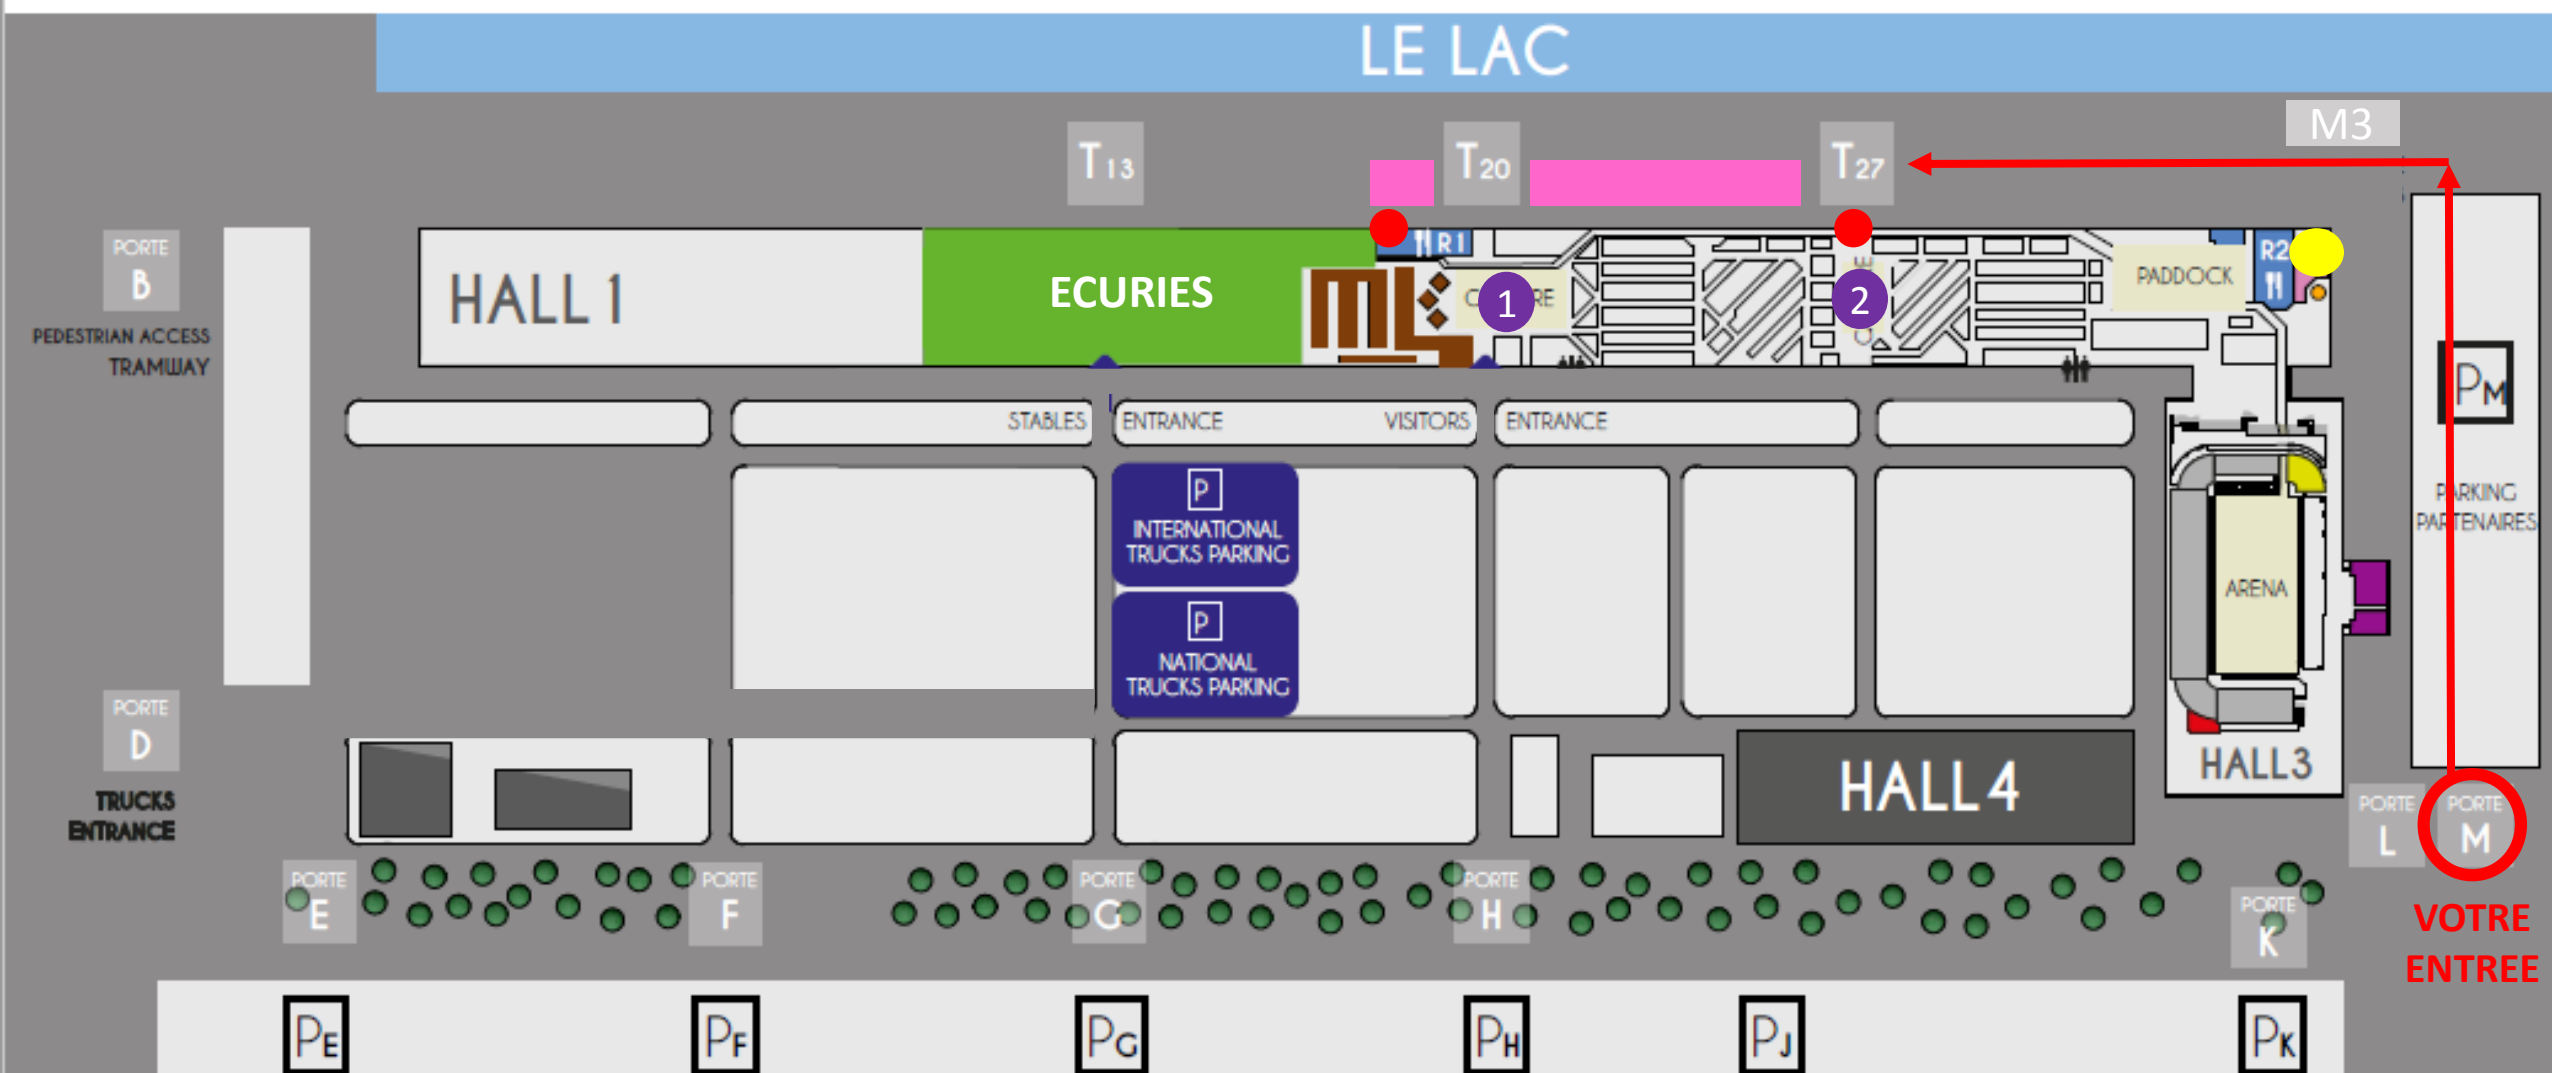 LE LAC
M3
T13
T20
T27
PORTE
B
PEDESTRIAN ACCESS
TRAMWAY
HALL 1
ECURIES
R1
1
2
PADDOCK
R2
PM
PARKING
PARTENAIRES
STABLES
ENTRANCE
VISITORS
ENTRANCE
P
INTERNATIONAL
TRUCKS PARKING
P
NATIONAL
TRUCKS PARKING
ARENA
HALL3
HALL 4
PORTE
D
TRUCKS
ENTRANCE
PORTE
L
PORTE
M
VOTRE
ENTREE
PORTE
E
PORTE
F
PORTE
G
PORTE
H
PORTE
K
PE
PF
PG
PH
PJ
PK